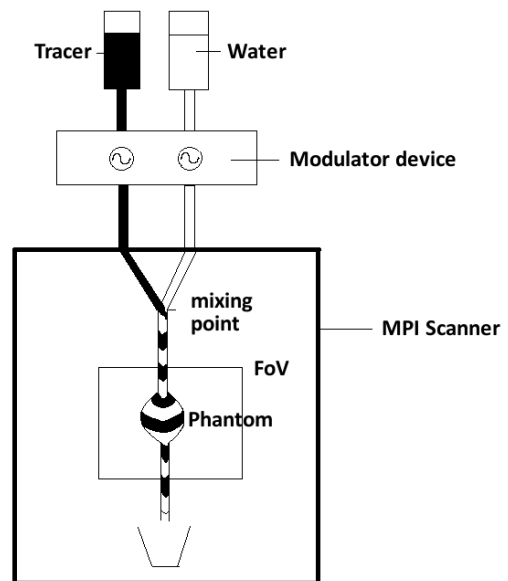 Tracer
Water
Modulator device
mixing
point
MPI Scanner
FoV
Phantom